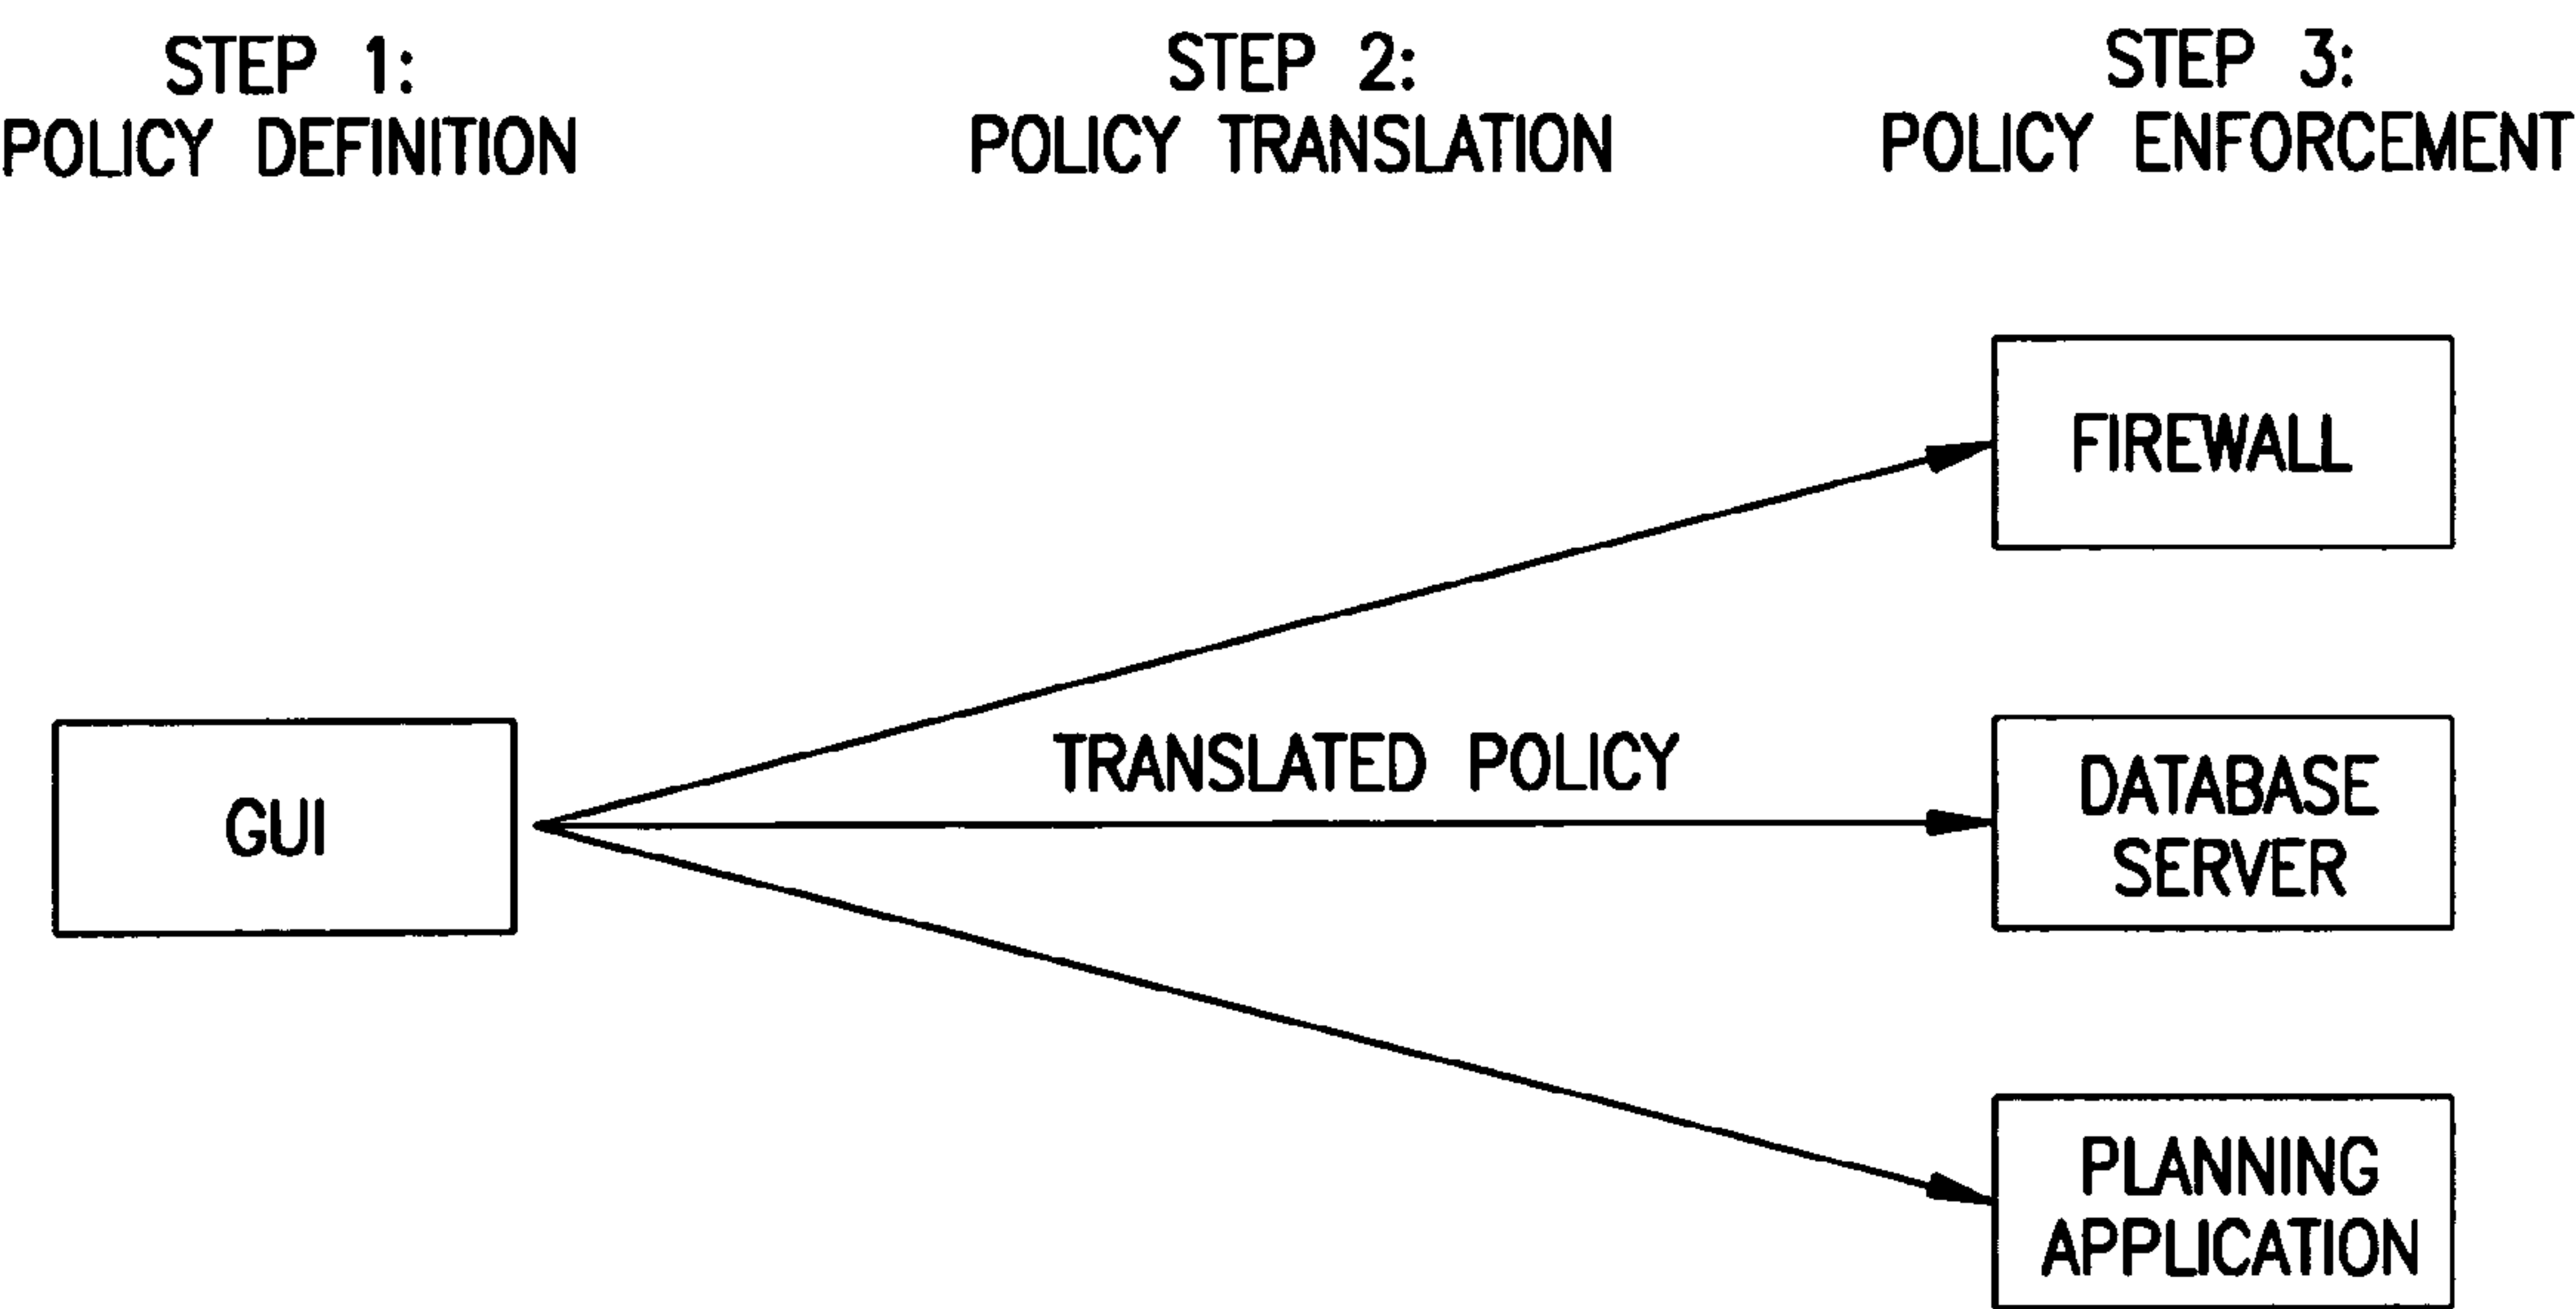 STEP 1:
POLICY DEFINITION
STEP 2:
POLICY TRANSLATION
STEP 3:
POLICY ENFORCEMENT
FIREWALL
TRANSLATED POLICY
GUI
DATABASE
SERVER
PLANNING
APPLICATION